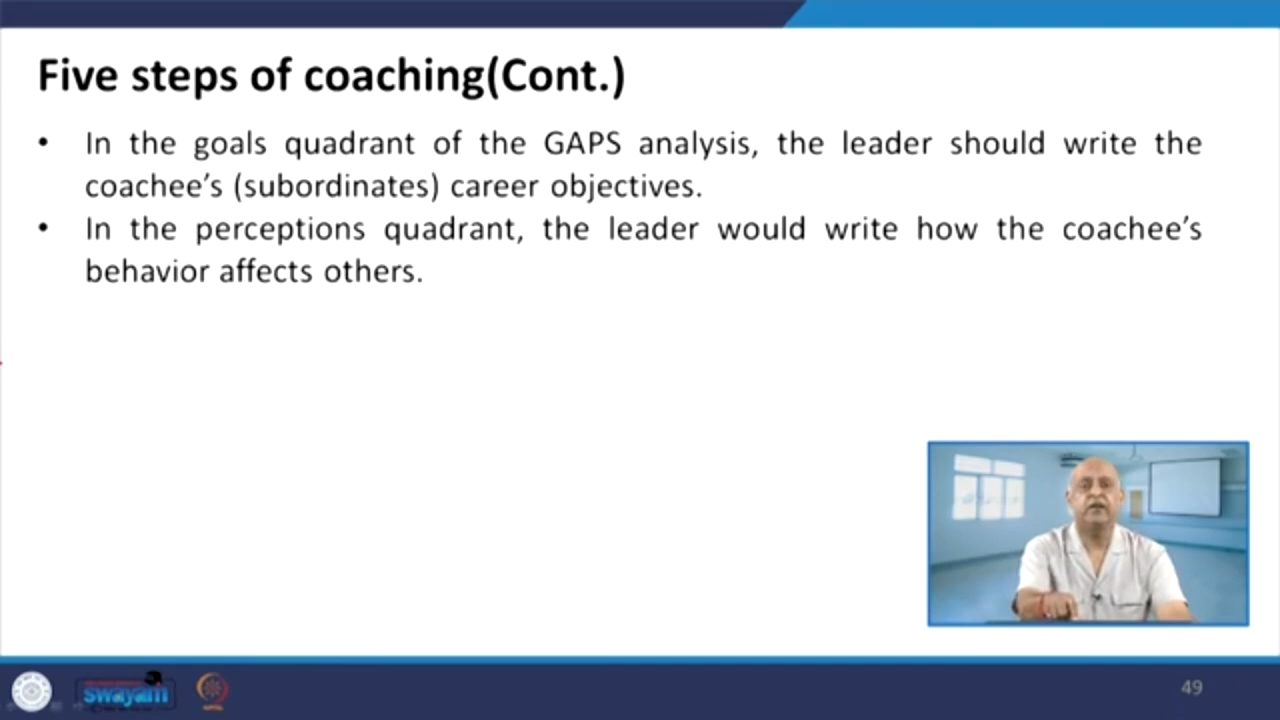 Five steps of coaching(Cont.)
• In the goals quadrant of the GAPS analysis, the leader should write the
coachee's (subordinates) career objectives.
• In the perceptions quadrant, the leader would write how the coachee's
behavior affects others.
swayam
49